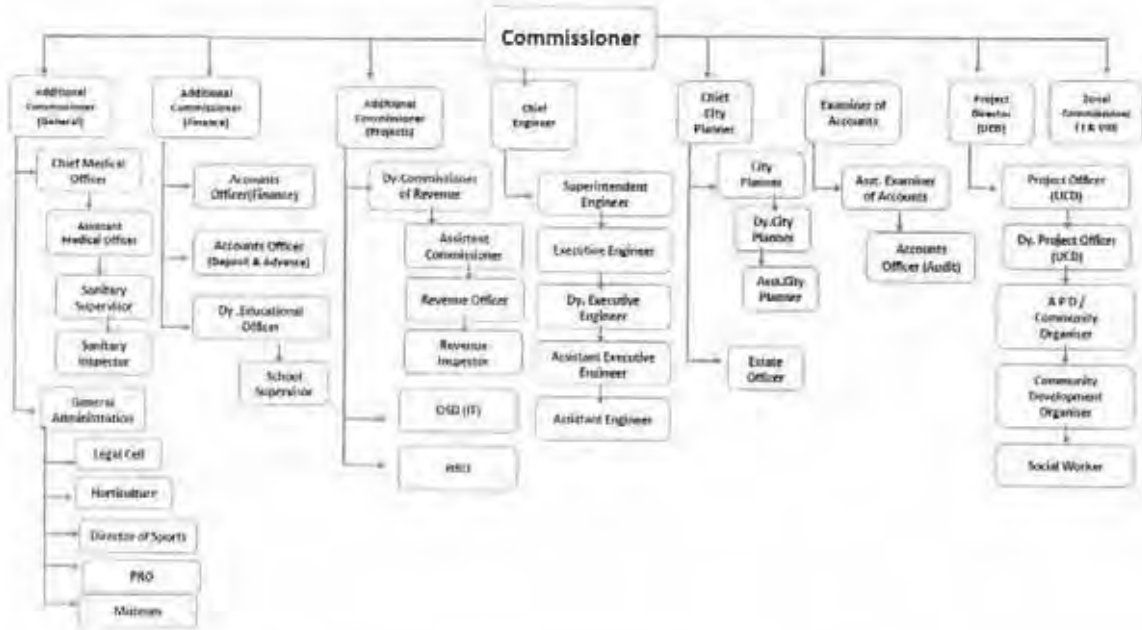 Commissioner
Additional
Commissioner
(General)
Additional
Commissioner
(Finance)
Additional
Commissioner
(Projects)
Chief
Engineer
Chief
City
Planner
Examiner of
Accounts
Project
Director
(UCD)
Zonal
Commissioner
Chief Medical
Officer
Assistant
Medical Officer
Sanitary
Supervisor
Sanitary
Inspector
General
Administration
Legal Cell
Horticulture
Director of Sports
PRO
Museum
Accounts
Officer(Finance)
Accounts Officer
(Deposit & Advance)
Dy .Educational
Officer
School
Supervisor
Dy.Commissioner
of Revenue
Assistant
Commissioner
Revenue Officer
Revenue
Inspector
OSD (IT)
Superintendent
Engineer
Executive Engineer
Dy. Executive
Engineer
Assistant Executive
Engineer
Assistant Engineer
City
Planner
Dy.City
Planner
Asst.City
Planner
Estate
Officer
Asst. Examiner
of Accounts
Accounts
Officer (Audit)
Project Officer
(UCD)
Dy. Project Officer
(UCD)
A P D /
Community
Organiser
Community
Development
Organiser
Social Worker